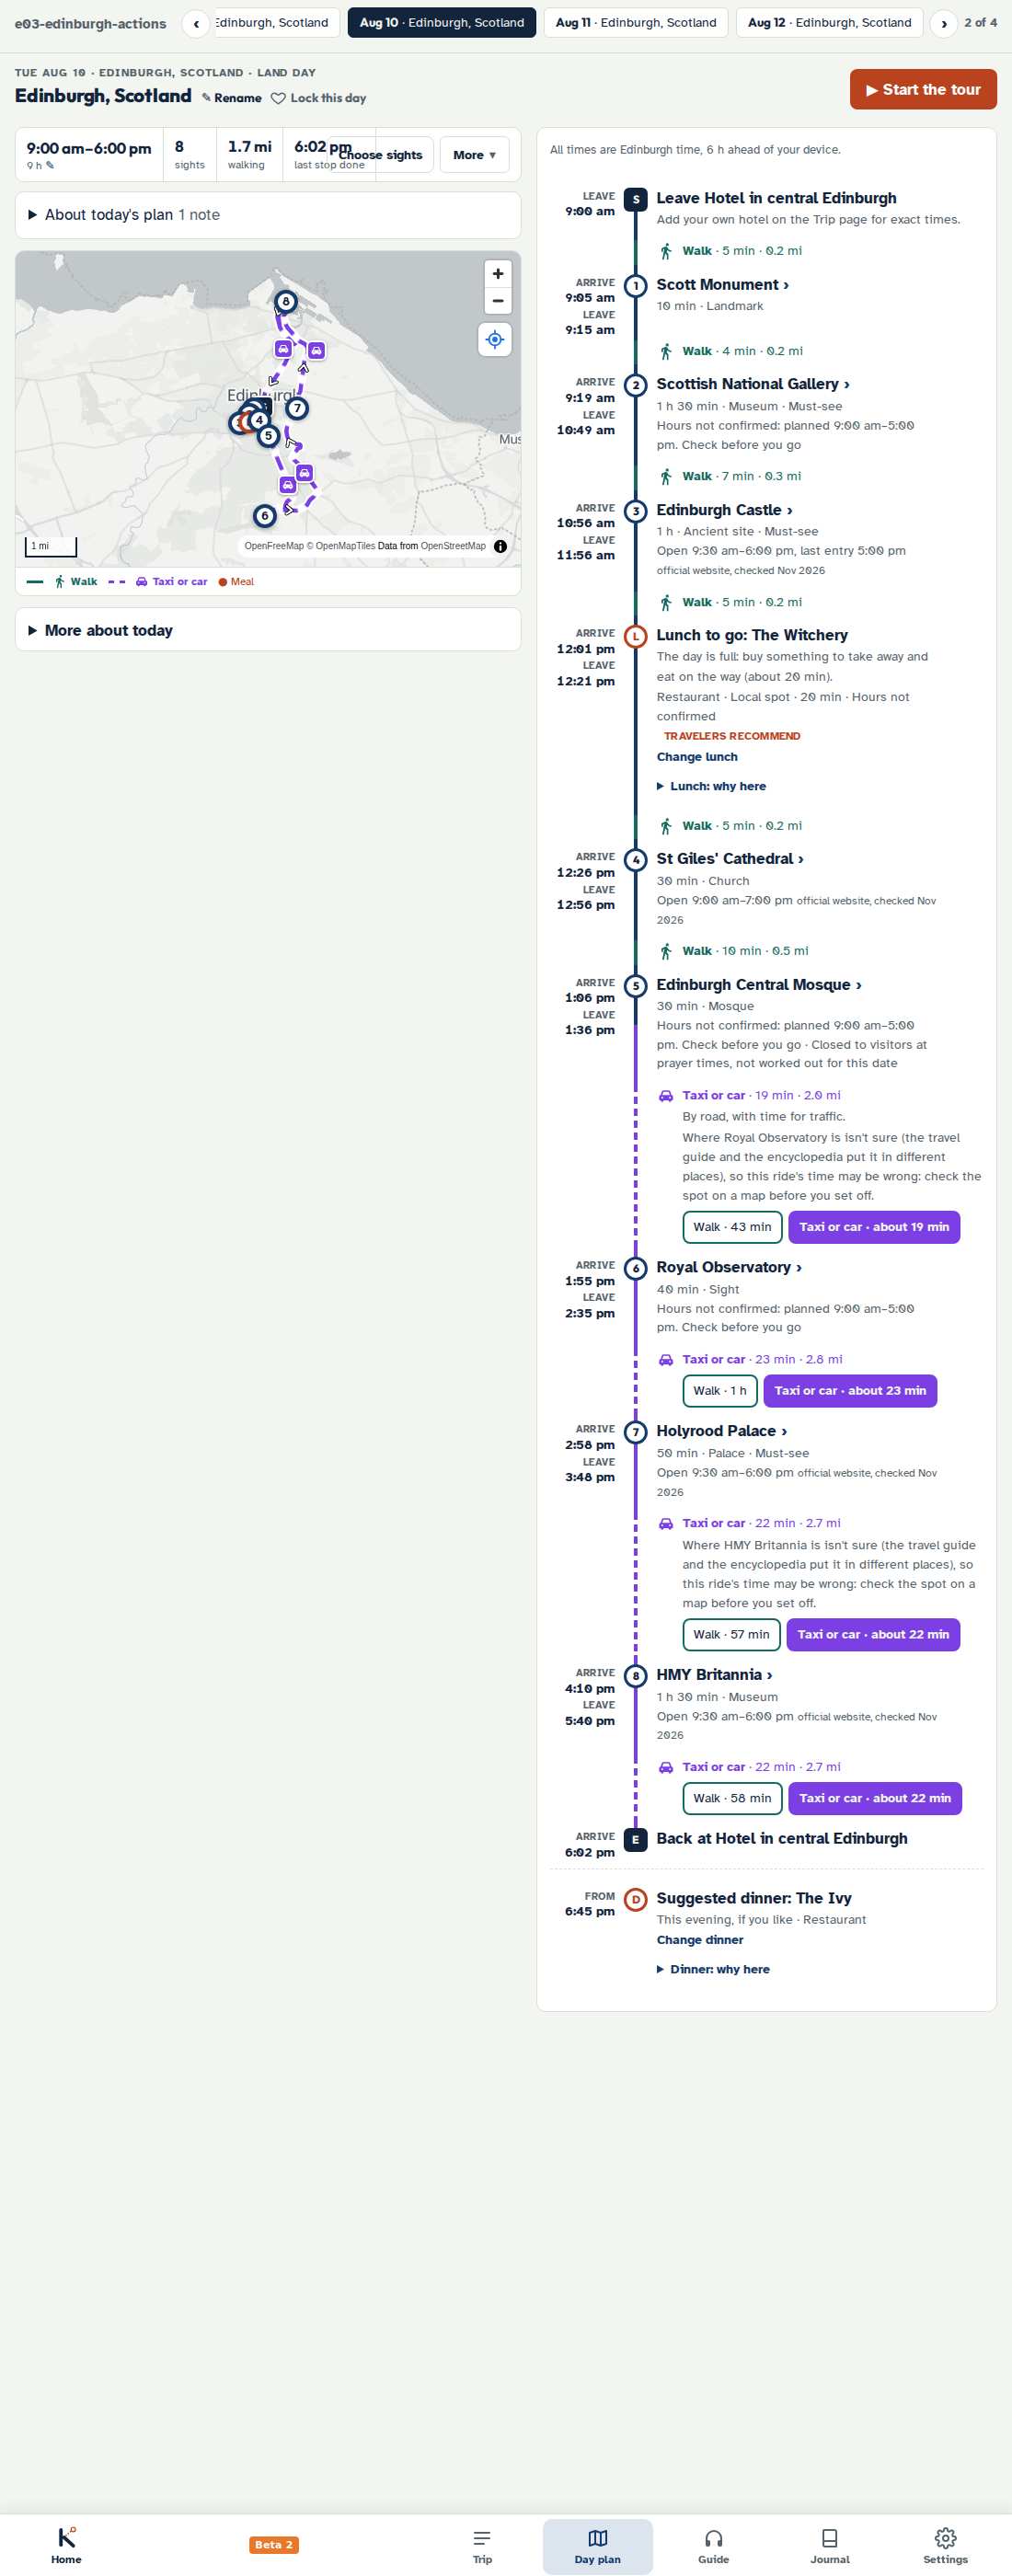 e03-edinburgh-actions
‹
Edinburgh, Scotland
Aug 10 · Edinburgh, Scotland
Aug 11 · Edinburgh, Scotland
Aug 12 · Edinburgh, Scotland
›
2 of 4
TUE AUG 10 · EDINBURGH, SCOTLAND · LAND DAY
Edinburgh, Scotland ✎ Rename Lock this day
▶ Start the tour
9:00 am–6:00 pm
9 h ✎
8
sights
1.7 mi
walking
6:02 pm
last stop done
Choose sights
More ▾
▶ About today's plan 1 note
8
Edinburgh
7
4
5
6
Mus
+
−
1 mi
OpenFreeMap © OpenMapTiles Data from OpenStreetMap
Walk
Taxi or car
Meal
▶ More about today
All times are Edinburgh time, 6 h ahead of your device.
LEAVE
9:00 am
S
Leave Hotel in central Edinburgh
Add your own hotel on the Trip page for exact times.
Walk · 5 min · 0.2 mi
ARRIVE
9:05 am
LEAVE
9:15 am
1
Scott Monument ›
10 min · Landmark
Walk · 4 min · 0.2 mi
ARRIVE
9:19 am
LEAVE
10:49 am
2
Scottish National Gallery ›
1 h 30 min · Museum · Must-see
Hours not confirmed: planned 9:00 am–5:00
pm. Check before you go
Walk · 7 min · 0.3 mi
ARRIVE
10:56 am
LEAVE
11:56 am
3
Edinburgh Castle ›
1 h · Ancient site · Must-see
Open 9:30 am–6:00 pm, last entry 5:00 pm
official website, checked Nov 2026
Walk · 5 min · 0.2 mi
ARRIVE
12:01 pm
LEAVE
12:21 pm
L
Lunch to go: The Witchery
The day is full: buy something to take away and
eat on the way (about 20 min).
Restaurant · Local spot · 20 min · Hours not
confirmed
TRAVELERS RECOMMEND
Change lunch
▶ Lunch: why here
Walk · 5 min · 0.2 mi
ARRIVE
12:26 pm
LEAVE
12:56 pm
4
St Giles' Cathedral ›
30 min · Church
Open 9:00 am–7:00 pm official website, checked Nov
2026
Walk · 10 min · 0.5 mi
ARRIVE
1:06 pm
LEAVE
1:36 pm
5
Edinburgh Central Mosque ›
30 min · Mosque
Hours not confirmed: planned 9:00 am–5:00
pm. Check before you go · Closed to visitors at
prayer times, not worked out for this date
Taxi or car · 19 min · 2.0 mi
By road, with time for traffic.
Where Royal Observatory is isn't sure (the travel
guide and the encyclopedia put it in different
places), so this ride's time may be wrong: check the
spot on a map before you set off.
Walk · 43 min
Taxi or car · about 19 min
ARRIVE
1:55 pm
LEAVE
2:35 pm
6
Royal Observatory ›
40 min · Sight
Hours not confirmed: planned 9:00 am–5:00
pm. Check before you go
Taxi or car · 23 min · 2.8 mi
Walk · 1 h
Taxi or car · about 23 min
ARRIVE
2:58 pm
LEAVE
3:48 pm
7
Holyrood Palace ›
50 min · Palace · Must-see
Open 9:30 am–6:00 pm official website, checked Nov
2026
Taxi or car · 22 min · 2.7 mi
Where HMY Britannia is isn't sure (the travel guide
and the encyclopedia put it in different places), so
this ride's time may be wrong: check the spot on a
map before you set off.
Walk · 57 min
Taxi or car · about 22 min
ARRIVE
4:10 pm
LEAVE
5:40 pm
8
HMY Britannia ›
1 h 30 min · Museum
Open 9:30 am–6:00 pm official website, checked Nov
2026
Taxi or car · 22 min · 2.7 mi
Walk · 58 min
Taxi or car · about 22 min
ARRIVE
6:02 pm
E
Back at Hotel in central Edinburgh
FROM
6:45 pm
D
Suggested dinner: The Ivy
This evening, if you like · Restaurant
Change dinner
▶ Dinner: why here
Home
Beta 2
Trip
Day plan
Guide
Journal
Settings